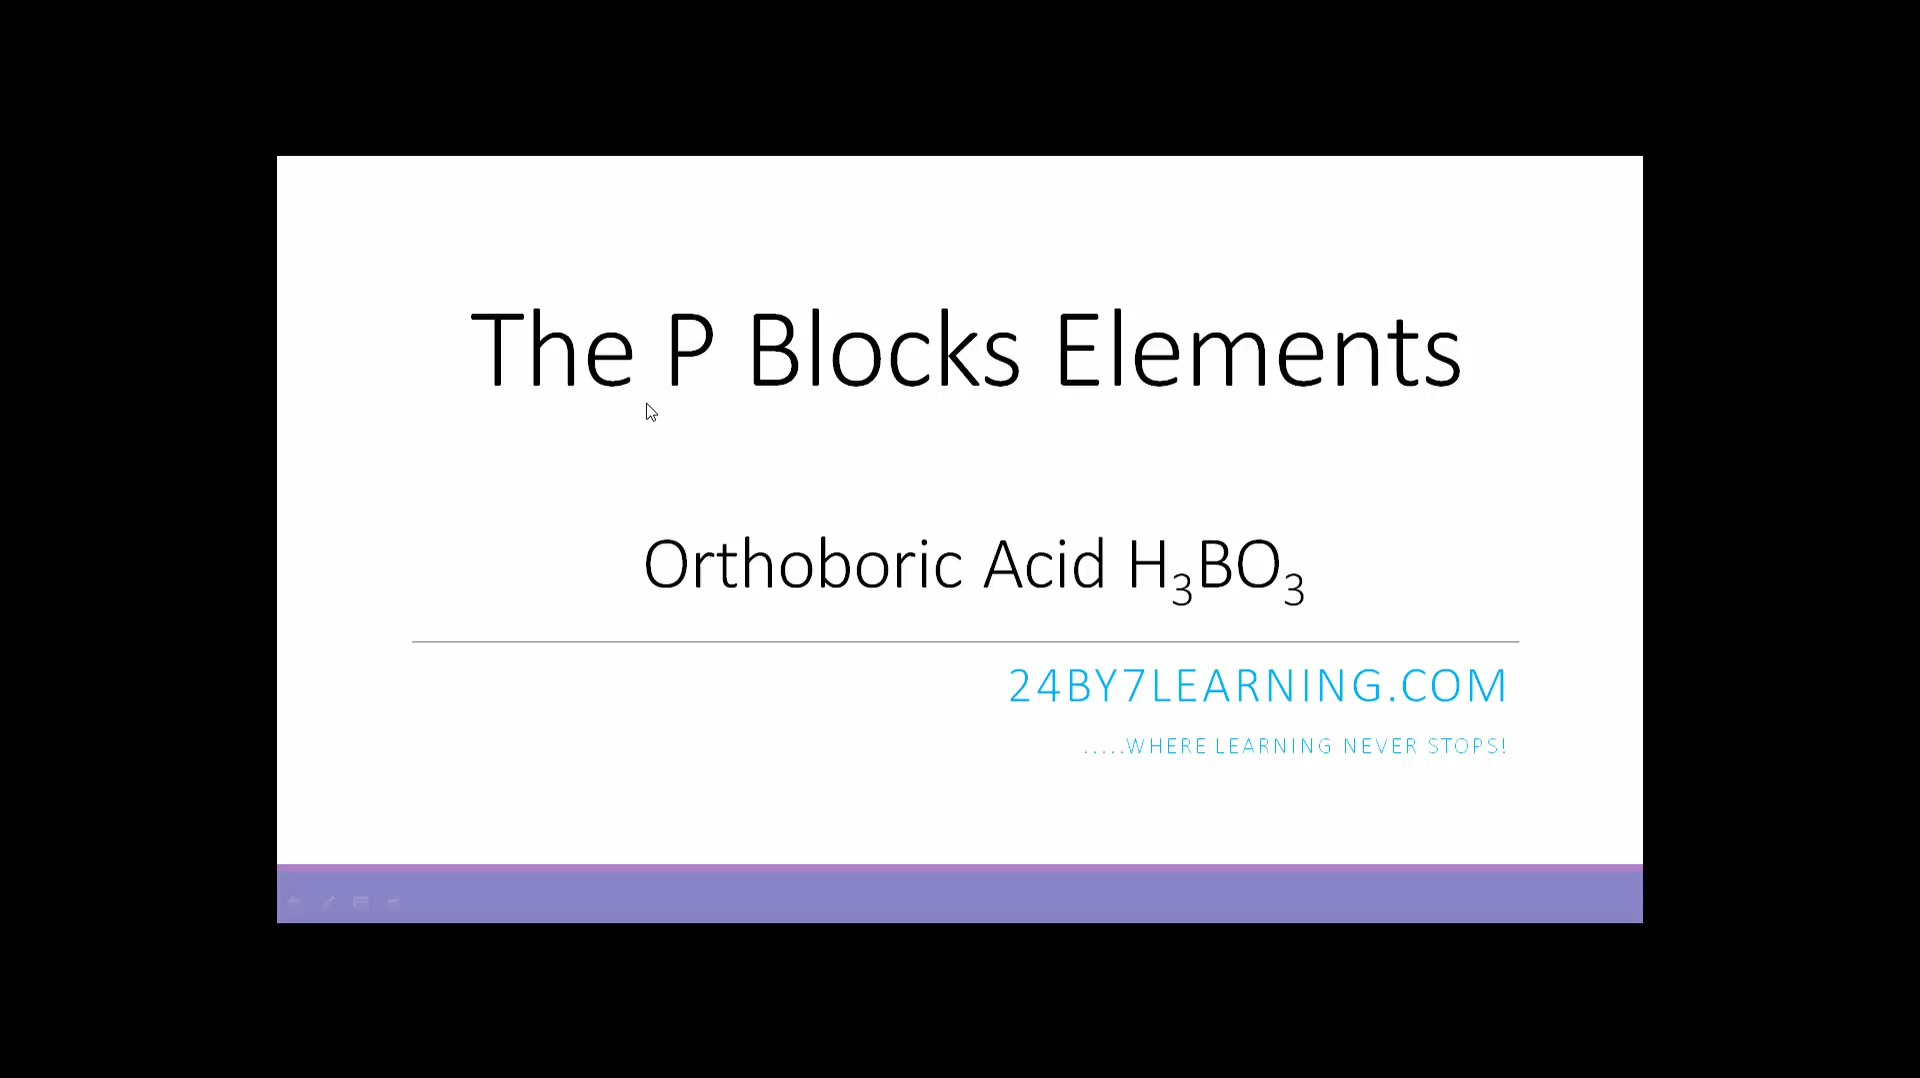 The P Blocks Elements
Orthoboric Acid H₃BO₃
24BY7LEARNING.COM
.....WHERE LEARNING NEVER STOPS!